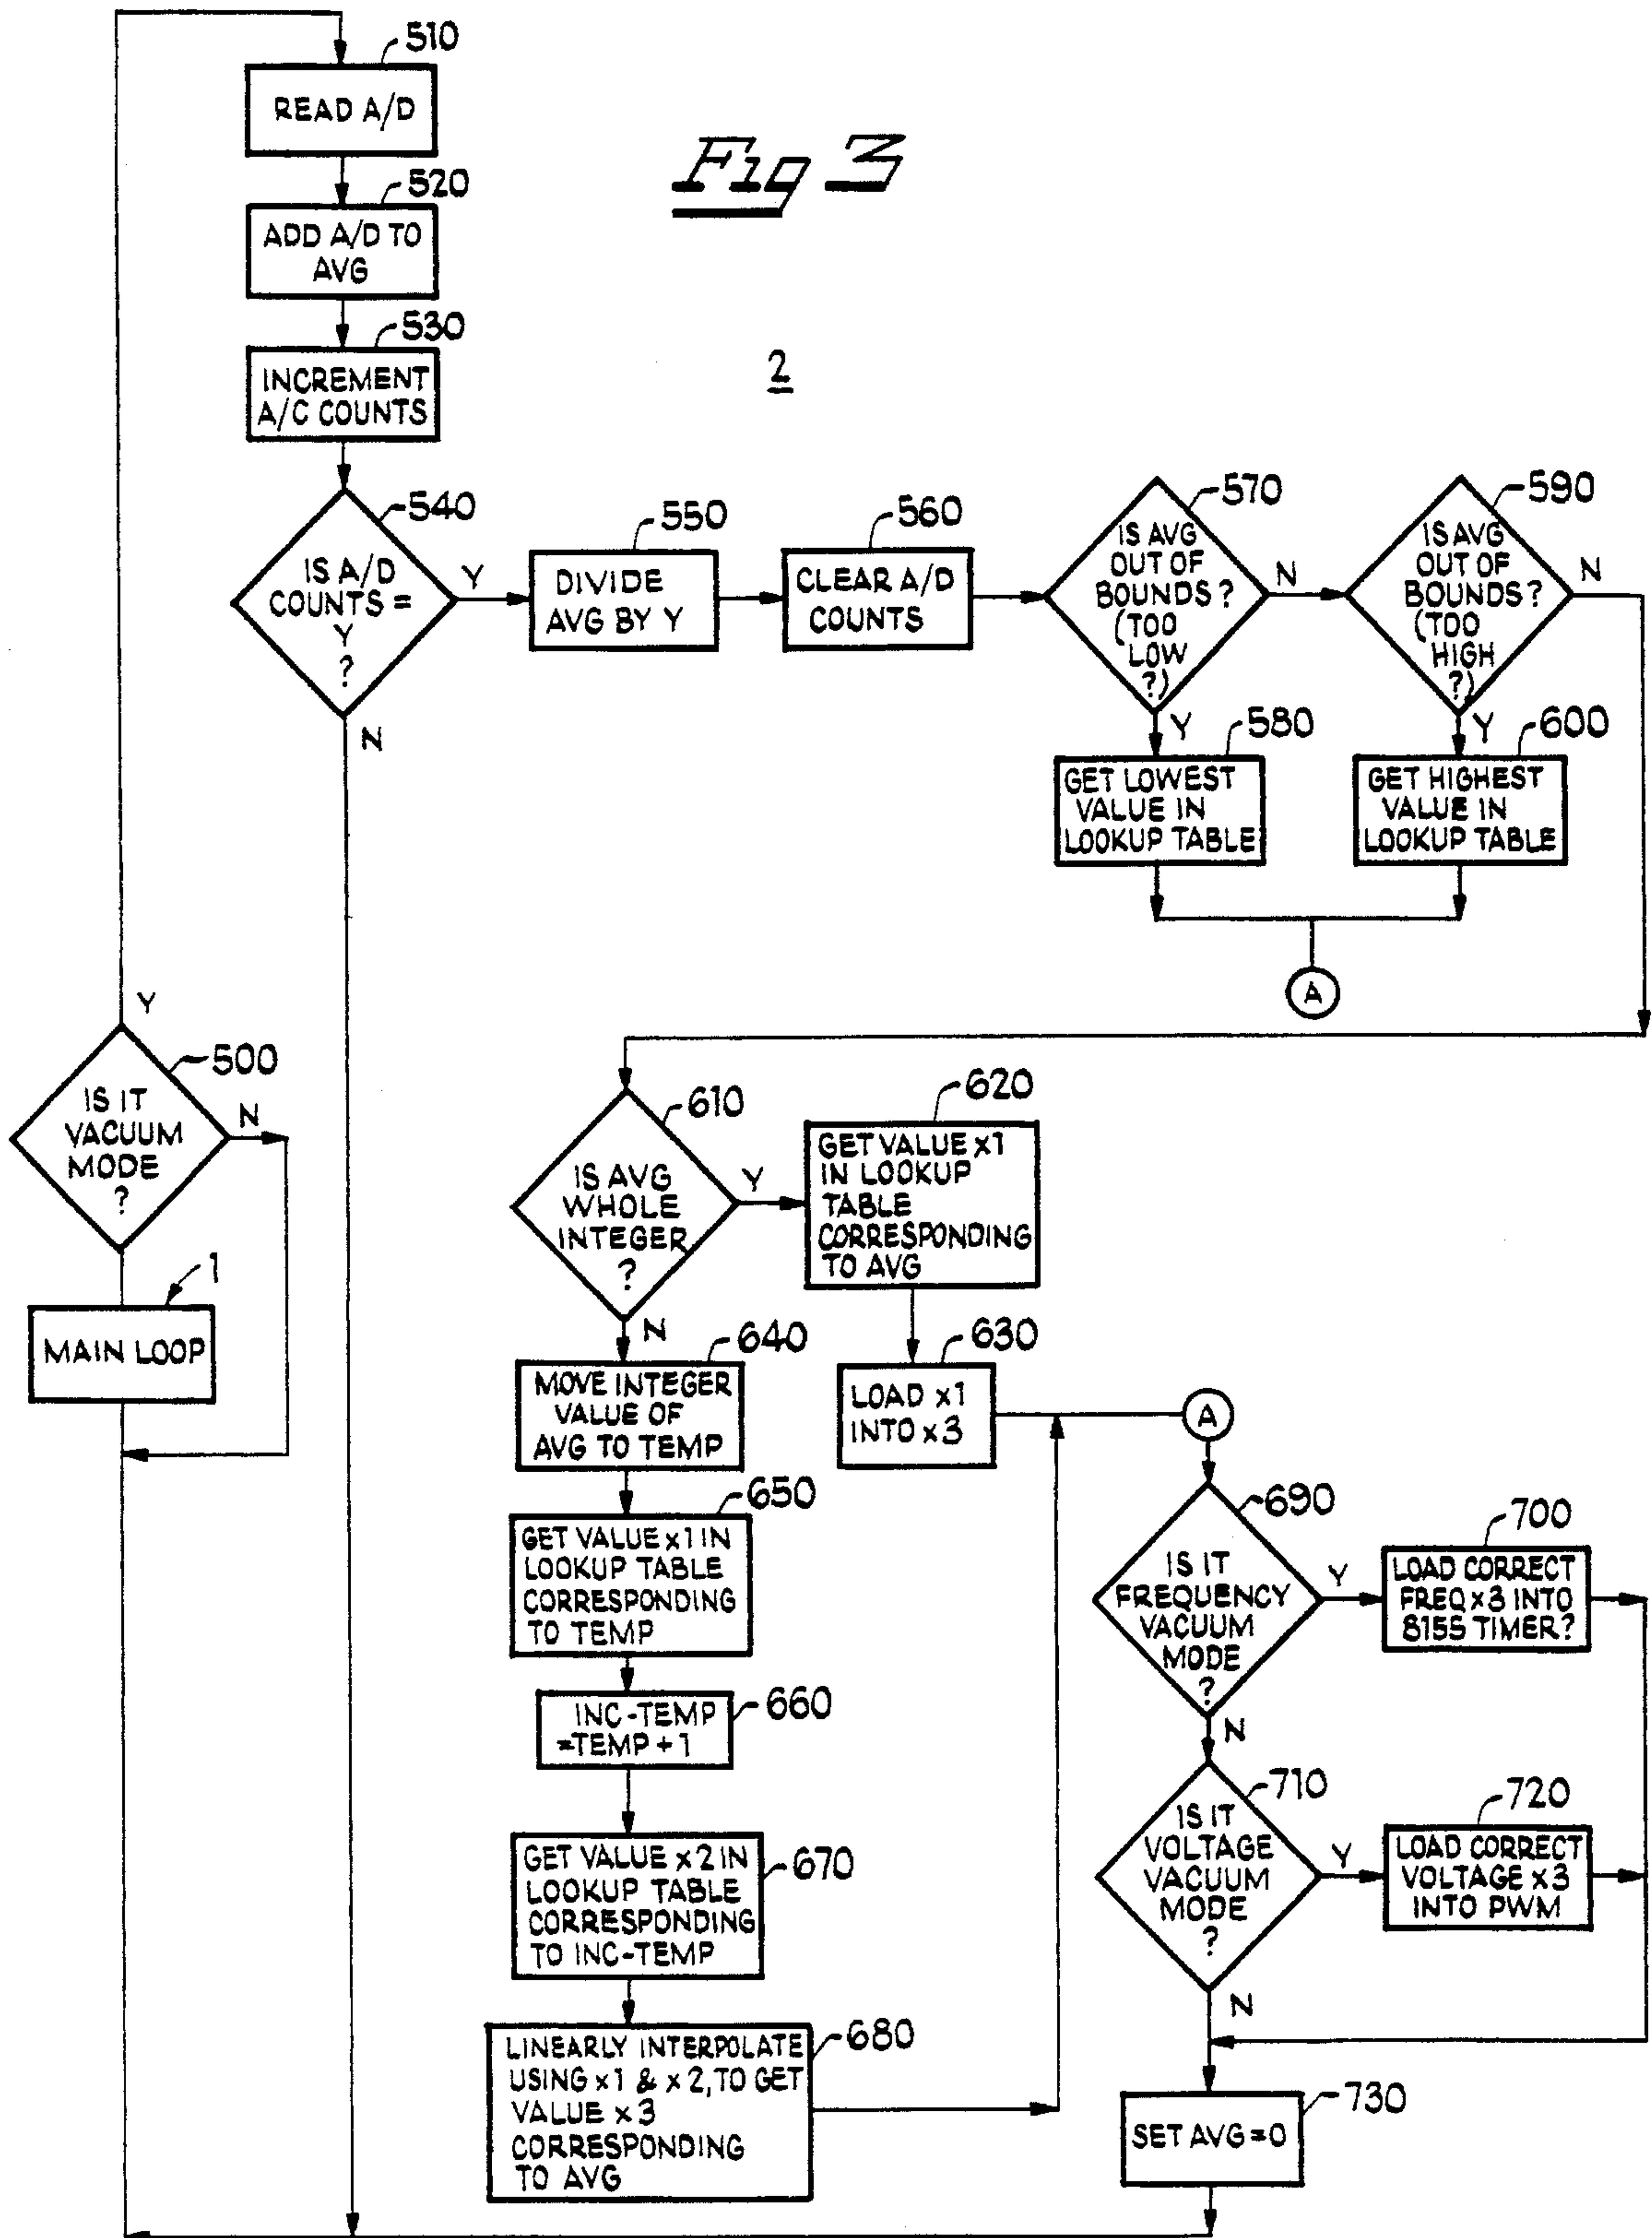 510
READ A/D
Fig 3
520
ADD A/D TO
AVG
530
INCREMENT
A/C COUNTS
2
540
IS A/D
COUNTS =
Y
?
Y
N
550
DIVIDE
AVG BY Y
560
CLEAR A/D
COUNTS
570
IS AVG
OUT OF
BOUNDS?
(TOO
LOW
?)
N
Y
590
IS AVG
OUT OF
BOUNDS?
(TOO
HIGH
?)
N
Y
580
GET LOWEST
VALUE IN
LOOKUP TABLE
600
GET HIGHEST
VALUE IN
LOOKUP TABLE
A
Y
500
IS IT
VACUUM
MODE
?
N
1
MAIN LOOP
610
IS AVG
WHOLE
INTEGER
?
Y
N
620
GET VALUE x1
IN LOOKUP
TABLE
CORRESPONDING
TO AVG
630
LOAD x1
INTO x3
640
MOVE INTEGER
VALUE OF
AVG TO TEMP
650
GET VALUE x1 IN
LOOKUP TABLE
CORRESPONDING
TO TEMP
660
INC-TEMP
=TEMP+1
670
GET VALUE x2 IN
LOOKUP TABLE
CORRESPONDING
TO INC-TEMP
680
LINEARLY INTERPOLATE
USING x1 & x2, TO GET
VALUE x3
CORRESPONDING
TO AVG
A
690
IS IT
FREQUENCY
VACUUM
MODE
?
Y
N
700
LOAD CORRECT
FREQ x3 INTO
8155 TIMER?
710
IS IT
VOLTAGE
VACUUM
MODE
?
Y
N
720
LOAD CORRECT
VOLTAGE x3
INTO PWM
730
SET AVG=0